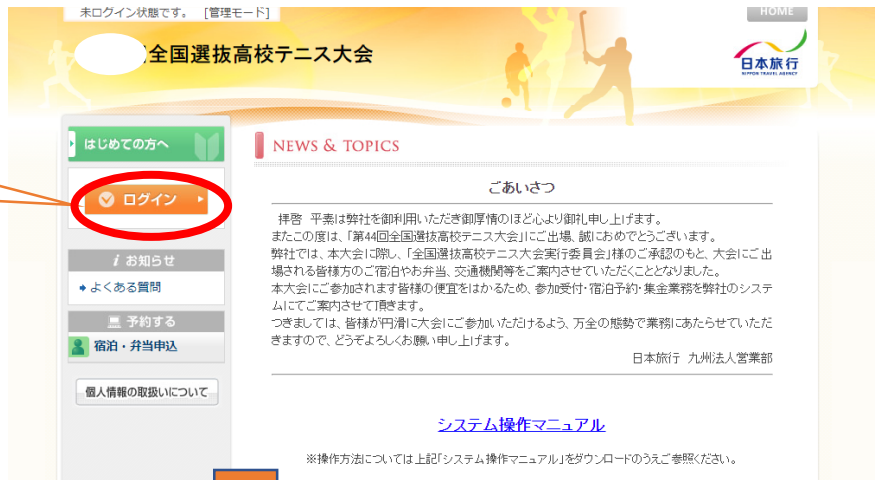 未ログイン状態です。 [管理モード]
HOME
全国選抜高校テニス大会
日本旅行
NIPPON TRAVEL AGENCY
はじめての方へ
NEWS & TOPICS
ログイン
ごあいさつ
拝啓 平素は弊社を御利用いただき御厚情のほど心より御礼申し上げます。
またこの度は、「第44回全国選抜高校テニス大会」にご出場、誠におめでとうございます。
弊社では、本大会に際し、「全国選抜高校テニス大会実行委員会」様のご承認のもと、大会にご出
場される皆様方のご宿泊やお弁当、交通機関等をご案内させていただくこととなりました。
本大会にご参加されます皆様の便宜をはかるため、参加受付・宿泊予約・集金業務を弊社のシステ
ムにてご案内させて頂きます。
つきましては、皆様が円滑に大会にご参加いただけるよう、万全の態勢で業務にあたらせていただ
きますので、どうぞよろしくお願い申し上げます。
日本旅行 九州法人営業部
お知らせ
よくある質問
予約する
宿泊・弁当申込
個人情報の取扱いについて
システム操作マニュアル
※操作方法については上記「システム操作マニュアル」をダウンロードのうえご参照ください。